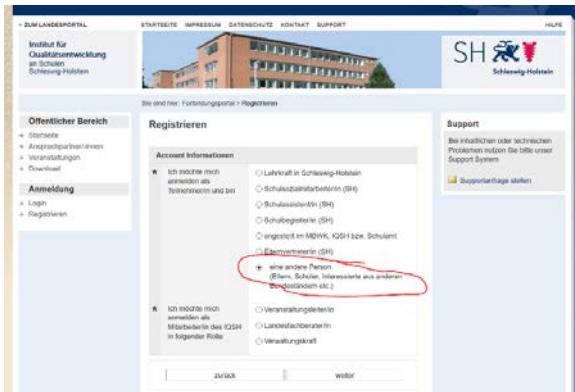 ZUM LANDESPORTAL
STARTSEITE IMPRESSUM DATENSCHUTZ KONTAKT SUPPORT
HILFE
Institut für
Qualitätsentwicklung
an Schulen
Schleswig-Holstein
SH
Schleswig-Holstein
Sie sind hier: Fortbildungsportal > Registrieren
Öffentlicher Bereich
Startseite
Ansprechpartner/innen
Veranstaltungen
Download
Anmeldung
Login
Registrieren
Registrieren
Account Informationen
Ich möchte mich
anmelden als
Teilnehmer/in und bin
Lehrkraft in Schleswig-Holstein
Schulsozialmitarbeiter/in (SH)
Schulassistent/in (SH)
Schulbegleiter/in (SH)
angestellt im MBWK, IQSH bzw. Schulamt
Elternvertreter/in (SH)
eine andere Person
(Eltern, Schüler, Interessierte aus anderen
Bundesländern etc.)
Ich möchte mich
anmelden als
Mitarbeiter/in des IQSH
in folgender Rolle
Veranstaltungsleiter/in
Landesfachberater/in
Verwaltungskraft
zurück
weiter
Support
Bei inhaltlichen oder technischen
Problemen nutzen Sie bitte unser
Support System
Supportanfrage stellen